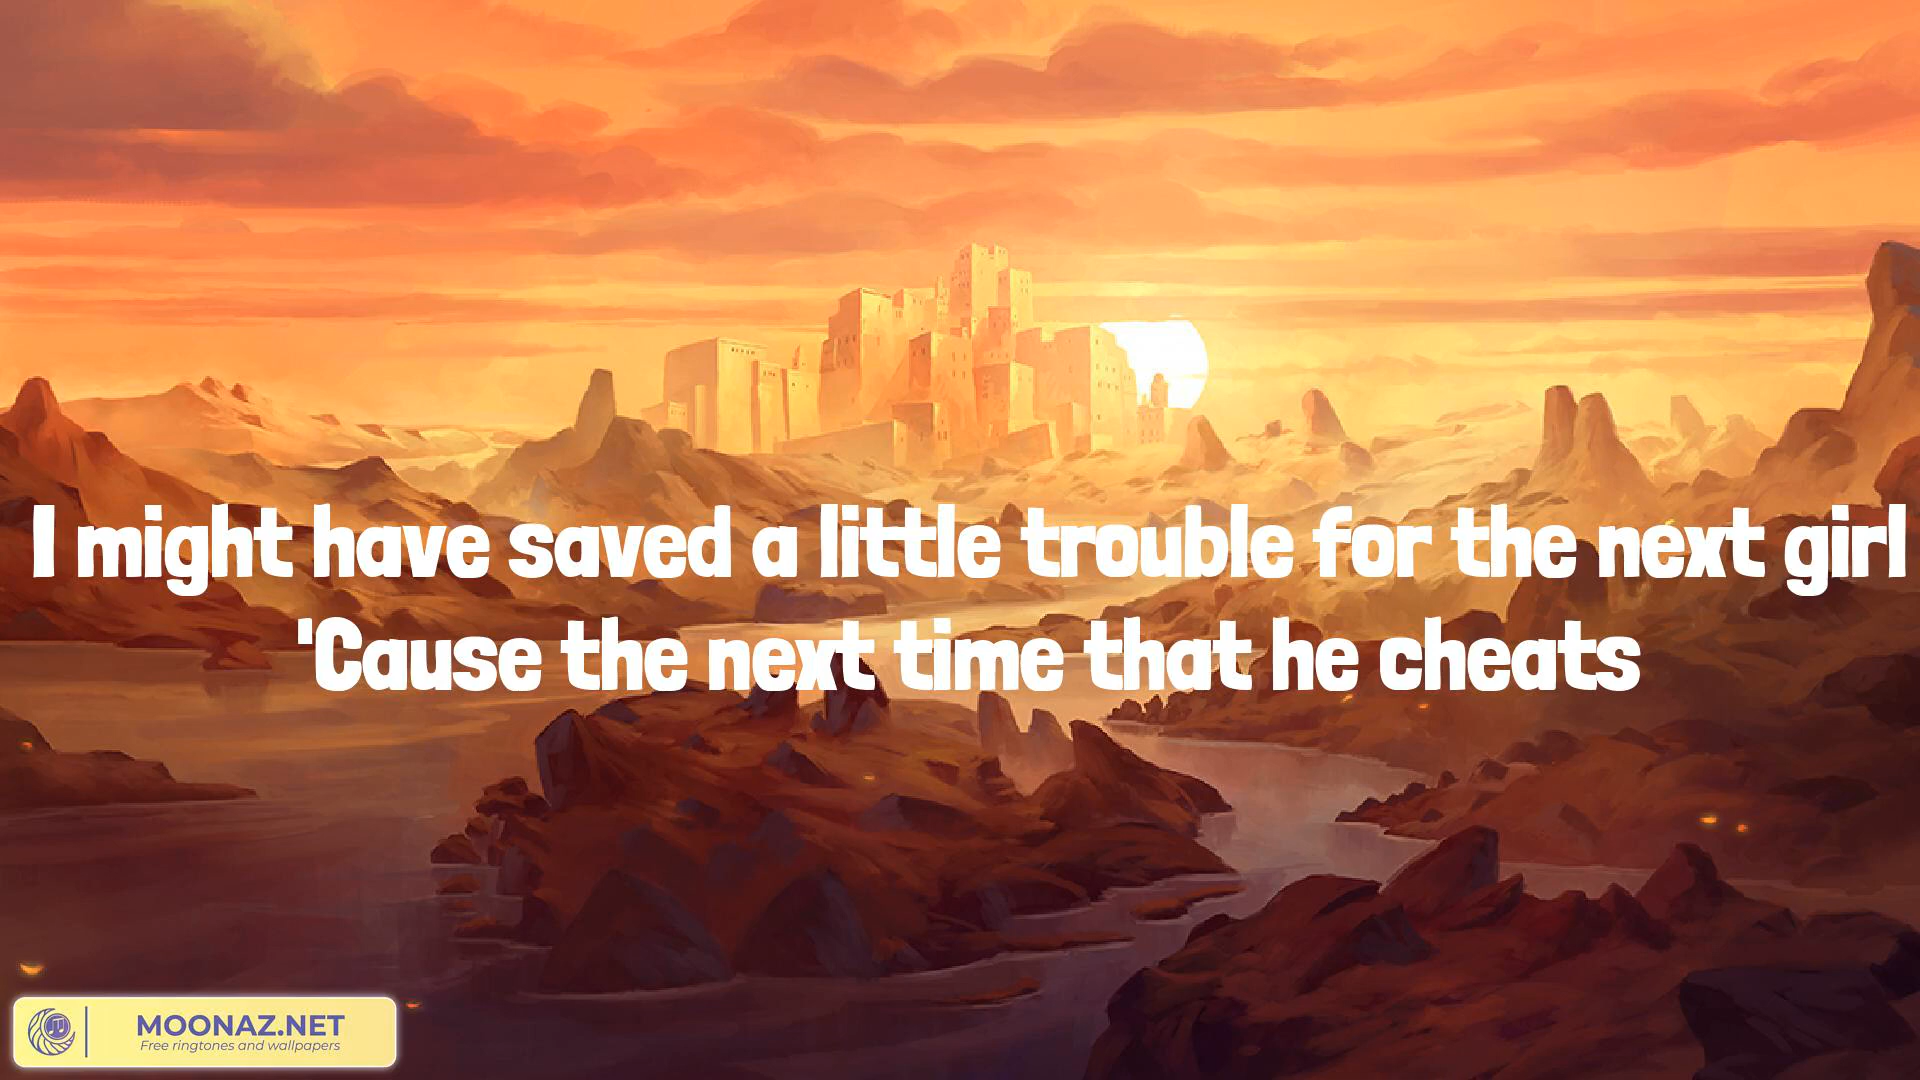 I might have saved a little trouble for the next girl
'Cause the next time that he cheats
MOONAZ.NET
Free ringtones and wallpapers